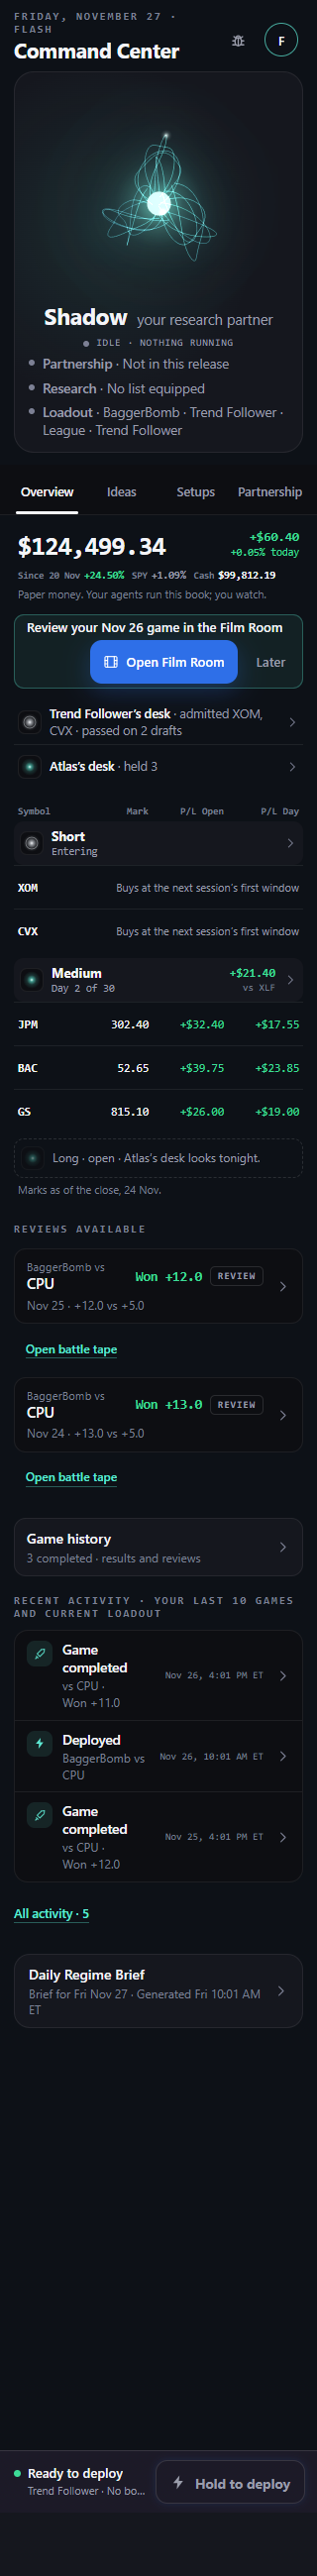 FRIDAY, NOVEMBER 27 ·
FLASH
Command Center
F
Shadow your research partner
IDLE · NOTHING RUNNING
Partnership · Not in this release
Research · No list equipped
Loadout · BaggerBomb · Trend Follower ·
League · Trend Follower
Overview Ideas Setups Partnership
$124,499.34 +$60.40
+0.05% today
Since 20 Nov +24.50% SPY +1.09% Cash $99,812.19
Paper money. Your agents run this book; you watch.
Review your Nov 26 game in the Film Room
Open Film Room Later
Trend Follower's desk · admitted XOM,
CVX · passed on 2 drafts
Atlas's desk · held 3
Symbol Mark P/L Open P/L Day
Short
Entering
XOM Buys at the next session's first window
CVX Buys at the next session's first window
Medium +$21.40
Day 2 of 30 vs XLF
JPM 302.40 +$32.40 +$17.55
BAC 52.65 +$39.75 +$23.85
GS 815.10 +$26.00 +$19.00
Long · open · Atlas's desk looks tonight.
Marks as of the close, 24 Nov.
REVIEWS AVAILABLE
BaggerBomb vs
CPU Won +12.0 REVIEW
Nov 25 · +12.0 vs +5.0
Open battle tape
BaggerBomb vs
CPU Won +13.0 REVIEW
Nov 24 · +13.0 vs +5.0
Open battle tape
Game history
3 completed · results and reviews
RECENT ACTIVITY · YOUR LAST 10 GAMES
AND CURRENT LOADOUT
Game
completed
vs CPU · Nov 26, 4:01 PM ET
Won +11.0
Deployed
BaggerBomb vs Nov 26, 10:01 AM ET
CPU
Game
completed
vs CPU · Nov 25, 4:01 PM ET
Won +12.0
All activity · 5
Daily Regime Brief
Brief for Fri Nov 27 · Generated Fri 10:01 AM
ET
Ready to deploy
Trend Follower · No bo...
Hold to deploy